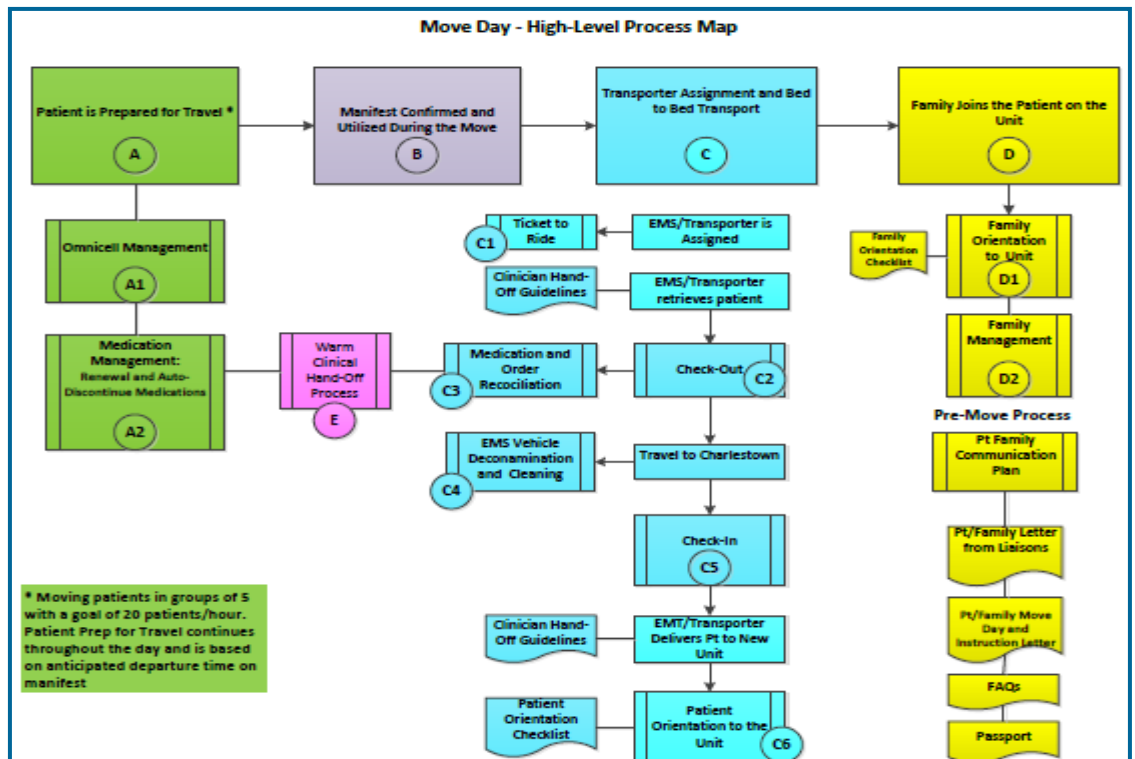 Move Day - High-Level Process Map
Patient is Prepared for Travel *
A
Manifest Confirmed and
Utilized During the Move
B
Transporter Assignment and Bed
to Bed Transport
C
Family Joins the Patient on the
Unit
D
Omnicell Management
A1
Medication
Management:
Renewal and Auto-
Discontinue Medications
A2
Warm
Clinical
Hand-Off
Process
E
Ticket to
Ride
C1
EMS/Transporter is
Assigned
Clinician Hand-
Off Guidelines
EMS/Transporter
retrieves patient
Medication and
Order
Recociliation
C3
Check-Out
C2
EMS Vehicle
Deconamination
and Cleaning
C4
Travel to Charlestown
Check-In
C5
Clinician Hand-
Off Guidelines
EMT/Transporter
Delivers Pt to New
Unit
Patient
Orientation
Checklist
Patient
Orientation to the
Unit
C6
Family
Orientation
Checklist
Family
Orientation
to Unit
D1
Family
Management
D2
Pre-Move Process
Pt Family
Communication
Plan
Pt/Family Letter
from Liaisons
Pt/Family Move
Day and
Instruction Letter
FAQs
Passport
* Moving patients in groups of 5
with a goal of 20 patients/hour.
Patient Prep for Travel continues
throughout the day and is based
on anticipated departure time on
manifest